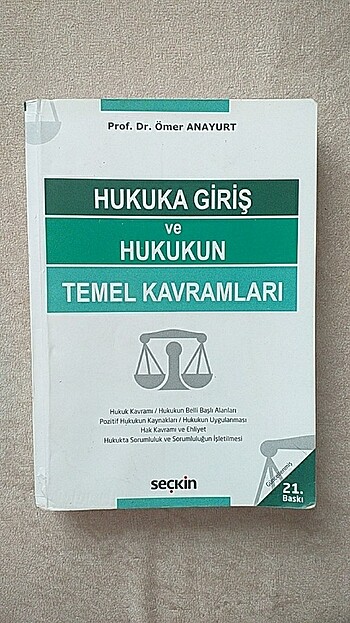 Prof. Dr. Ömer ANAYURT
HUKUKA GİRİŞ
ve
HUKUKUN
TEMEL KAVRAMLARI
Hukuk Kavramı / Hukukun Belli Başlı Alanları
Pozitif Hukukun Kaynakları / Hukukun Uygulanması
Hak Kavramı ve Ehliyet
Hukukta Sorumluluk ve Sorumluluğun İşletilmesi
Güncellenmiş
21.
Baskı
seçkin